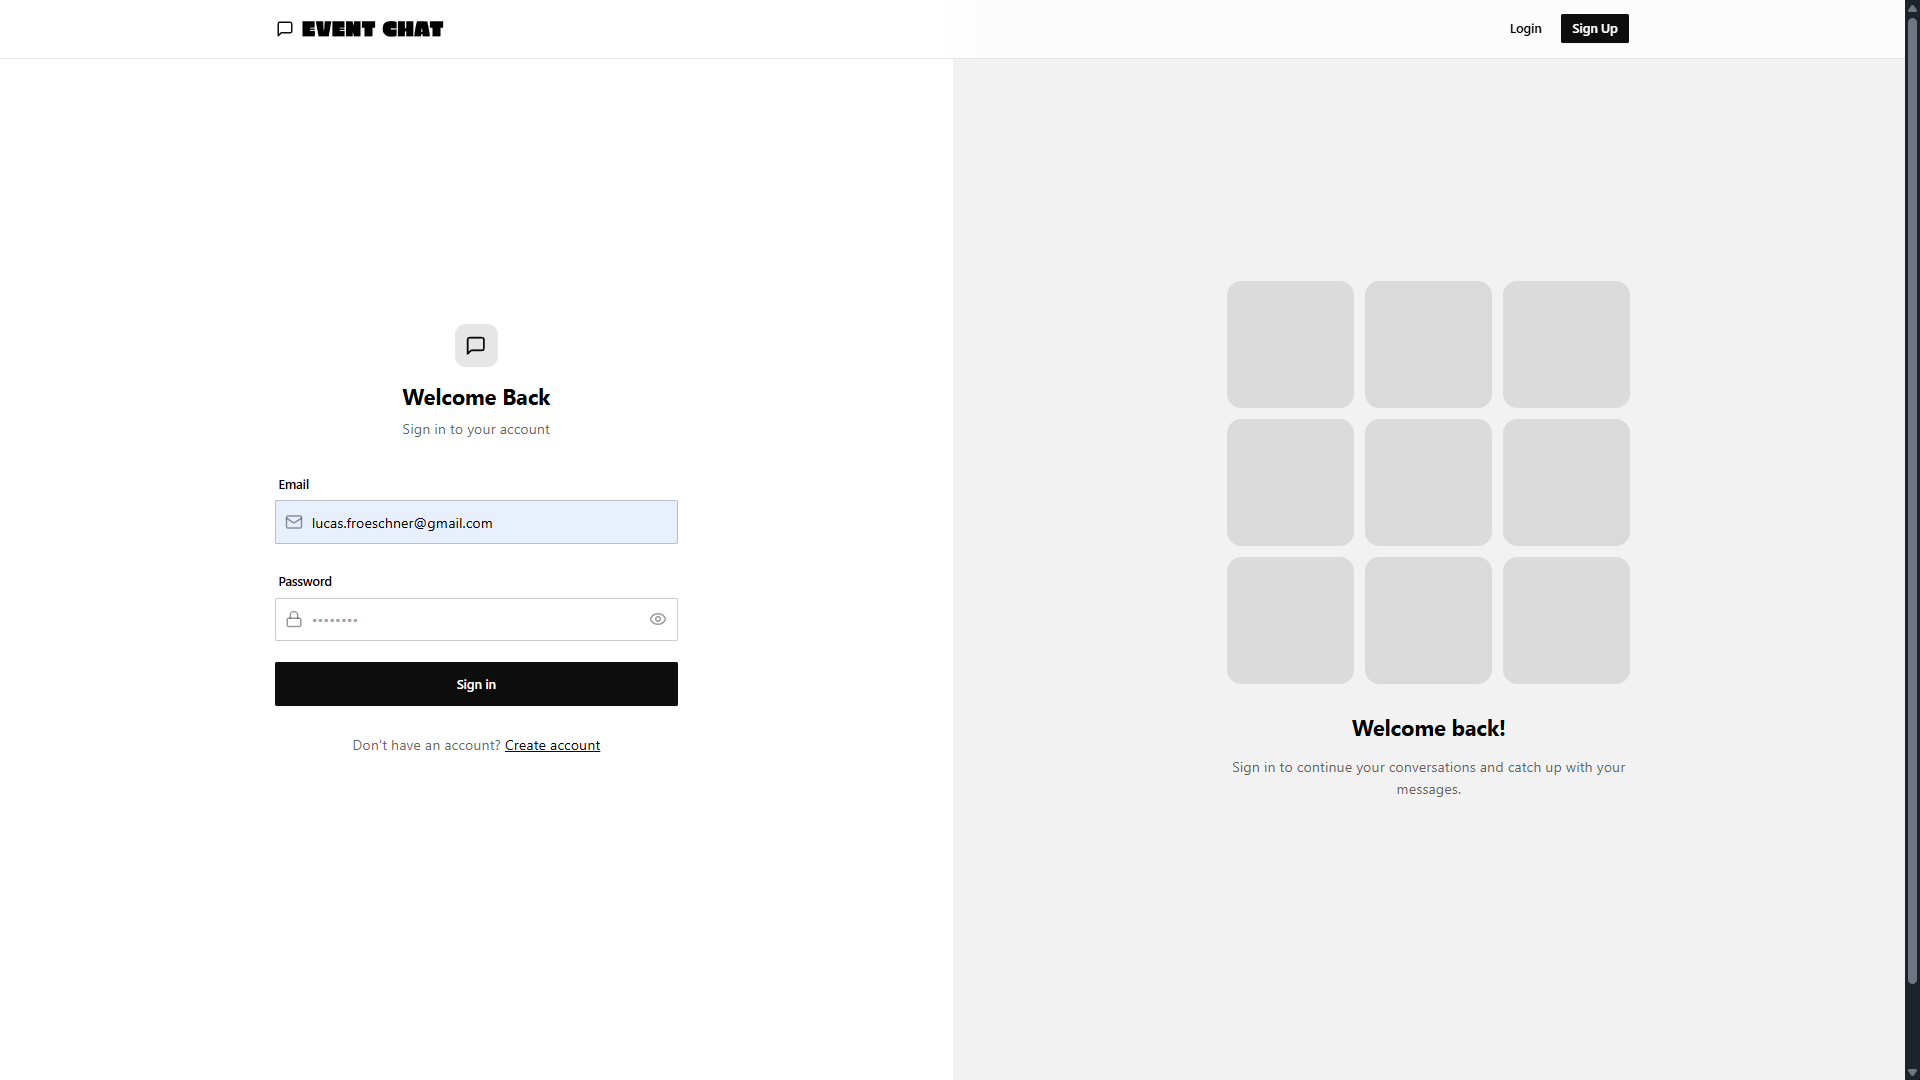 EVENT CHAT
Login
Sign Up
Welcome Back
Sign in to your account
Email
lucas.froeschner@gmail.com
Password
••••••••
Sign in
Don't have an account? Create account
Welcome back!
Sign in to continue your conversations and catch up with your
messages.